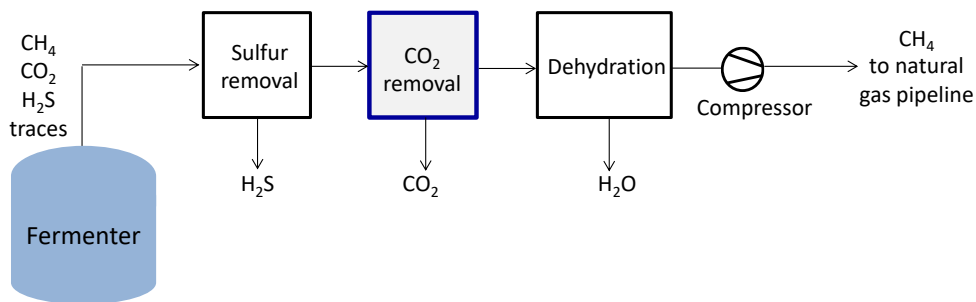 CH₄
CO₂
H₂S
traces
Fermenter
Sulfur
removal
H₂S
CO₂
removal
CO₂
Dehydration
H₂O
Compressor
CH₄
to natural
gas pipeline